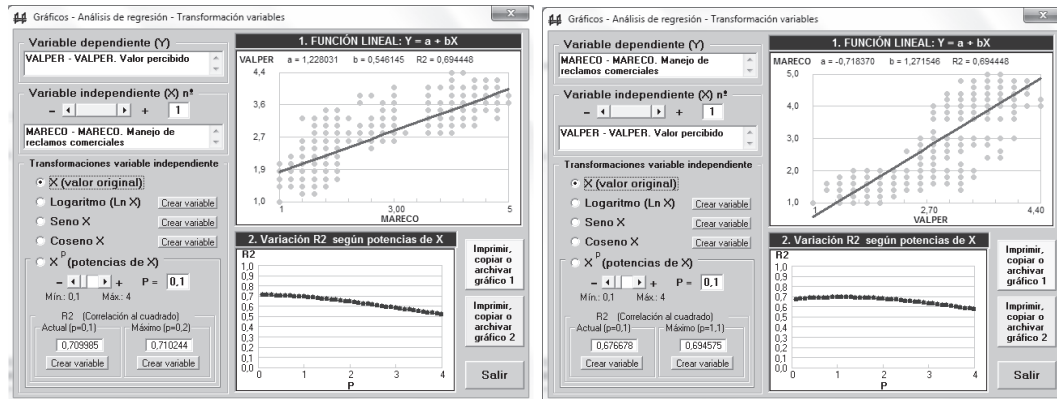 Gráficos - Análisis de regresión - Transformación variables
x
Variable dependiente (Y)
VALPER - VALPER. Valor percibido
Variable independiente (X) nº
- + 1
MARECO - MARECO. Manejo de
reclamos comerciales
Transformaciones variable independiente
X (valor original)
Logaritmo (Ln X) Crear variable
Seno X Crear variable
Coseno X Crear variable
X P (potencias de X)
- + P = 0,1
Mín.: 0,1 Máx.: 4
R2 (Correlación al cuadrado)
Actual (p=0,1) Máximo (p=0,2)
0,709985 0,710244
Crear variable Crear variable
1. FUNCIÓN LINEAL: Y = a + bX
VALPER a = 1,228031 b = 0,546145 R2 = 0,694448
4,4
3,6
2,7
1,9
1,0
1 3,00 5
MARECO
2. Variación R2 según potencias de X
R2
1,0
0,9
0,8
0,7
0,6
0,5
0,4
0,3
0,2
0,1
0,0
0 1 2 3 4
P
Imprimir,
copiar o
archivar
gráfico 1
Imprimir,
copiar o
archivar
gráfico 2
Salir
Gráficos - Análisis de regresión - Transformación variables
x
Variable dependiente (Y)
MARECO - MARECO. Manejo de
reclamos comerciales
Variable independiente (X) nº
- + 1
VALPER - VALPER. Valor percibido
Transformaciones variable independiente
X (valor original)
Logaritmo (Ln X) Crear variable
Seno X Crear variable
Coseno X Crear variable
X P (potencias de X)
- + P = 0,1
Mín.: 0,1 Máx.: 4
R2 (Correlación al cuadrado)
Actual (p=0,1) Máximo (p=1,1)
0,676678 0,694575
Crear variable Crear variable
1. FUNCIÓN LINEAL: Y = a + bX
MARECO a = -0,718370 b = 1,271546 R2 = 0,694448
5,0
4,0
3,0
2,0
1,0
1 2,70 4,40
VALPER
2. Variación R2 según potencias de X
R2
1,0
0,9
0,8
0,7
0,6
0,5
0,4
0,3
0,2
0,1
0,0
0 1 2 3 4
P
Imprimir,
copiar o
archivar
gráfico 1
Imprimir,
copiar o
archivar
gráfico 2
Salir